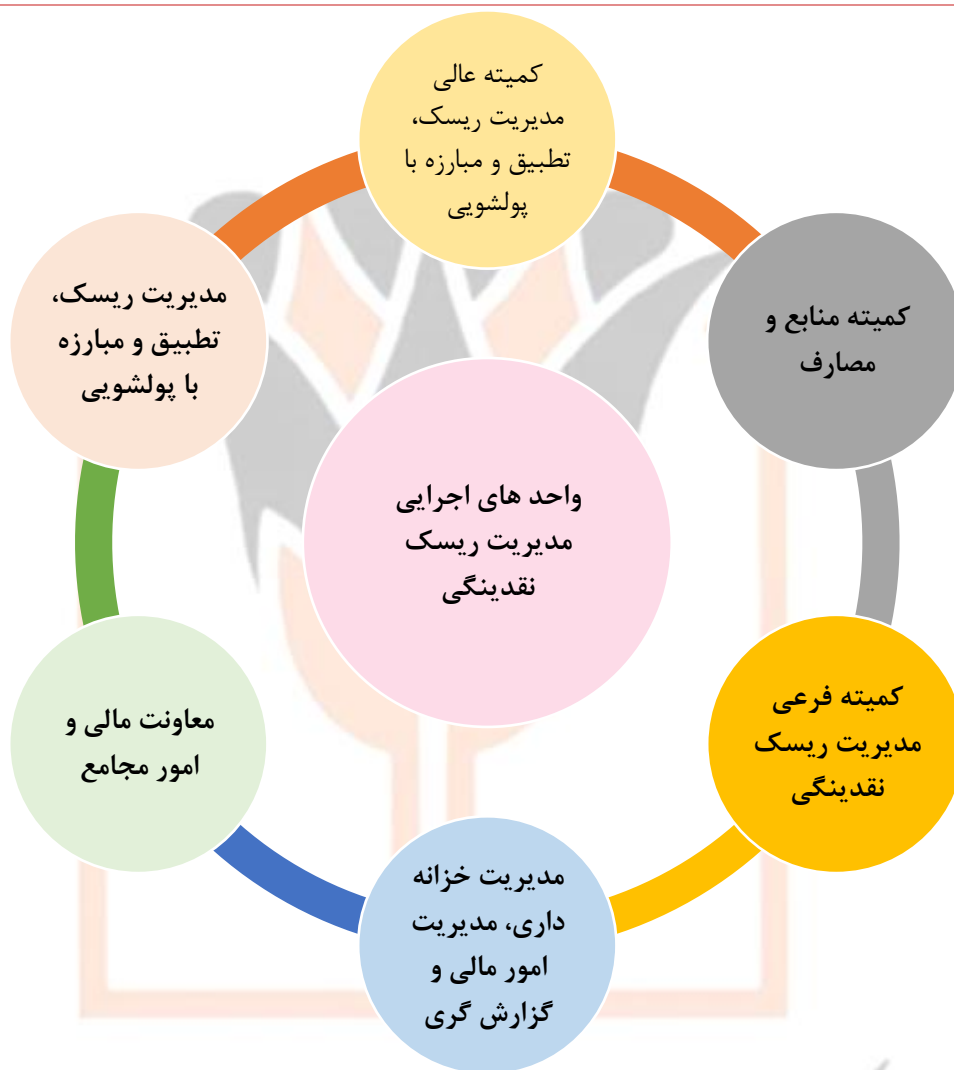 کمیته عالی
مدیریت ریسک،
تطبیق و مبارزه با
پولشویی
کمیته منابع و
مصارف
کمیته فرعی
مدیریت ریسک
نقدینگی
مدیریت خزانه
داری، مدیریت
امور مالی و
گزارش گری
معاونت مالی و
امور مجامع
مدیریت ریسک،
تطبیق و مبارزه
با پولشویی
واحد های اجرایی
مدیریت ریسک
نقدینگی